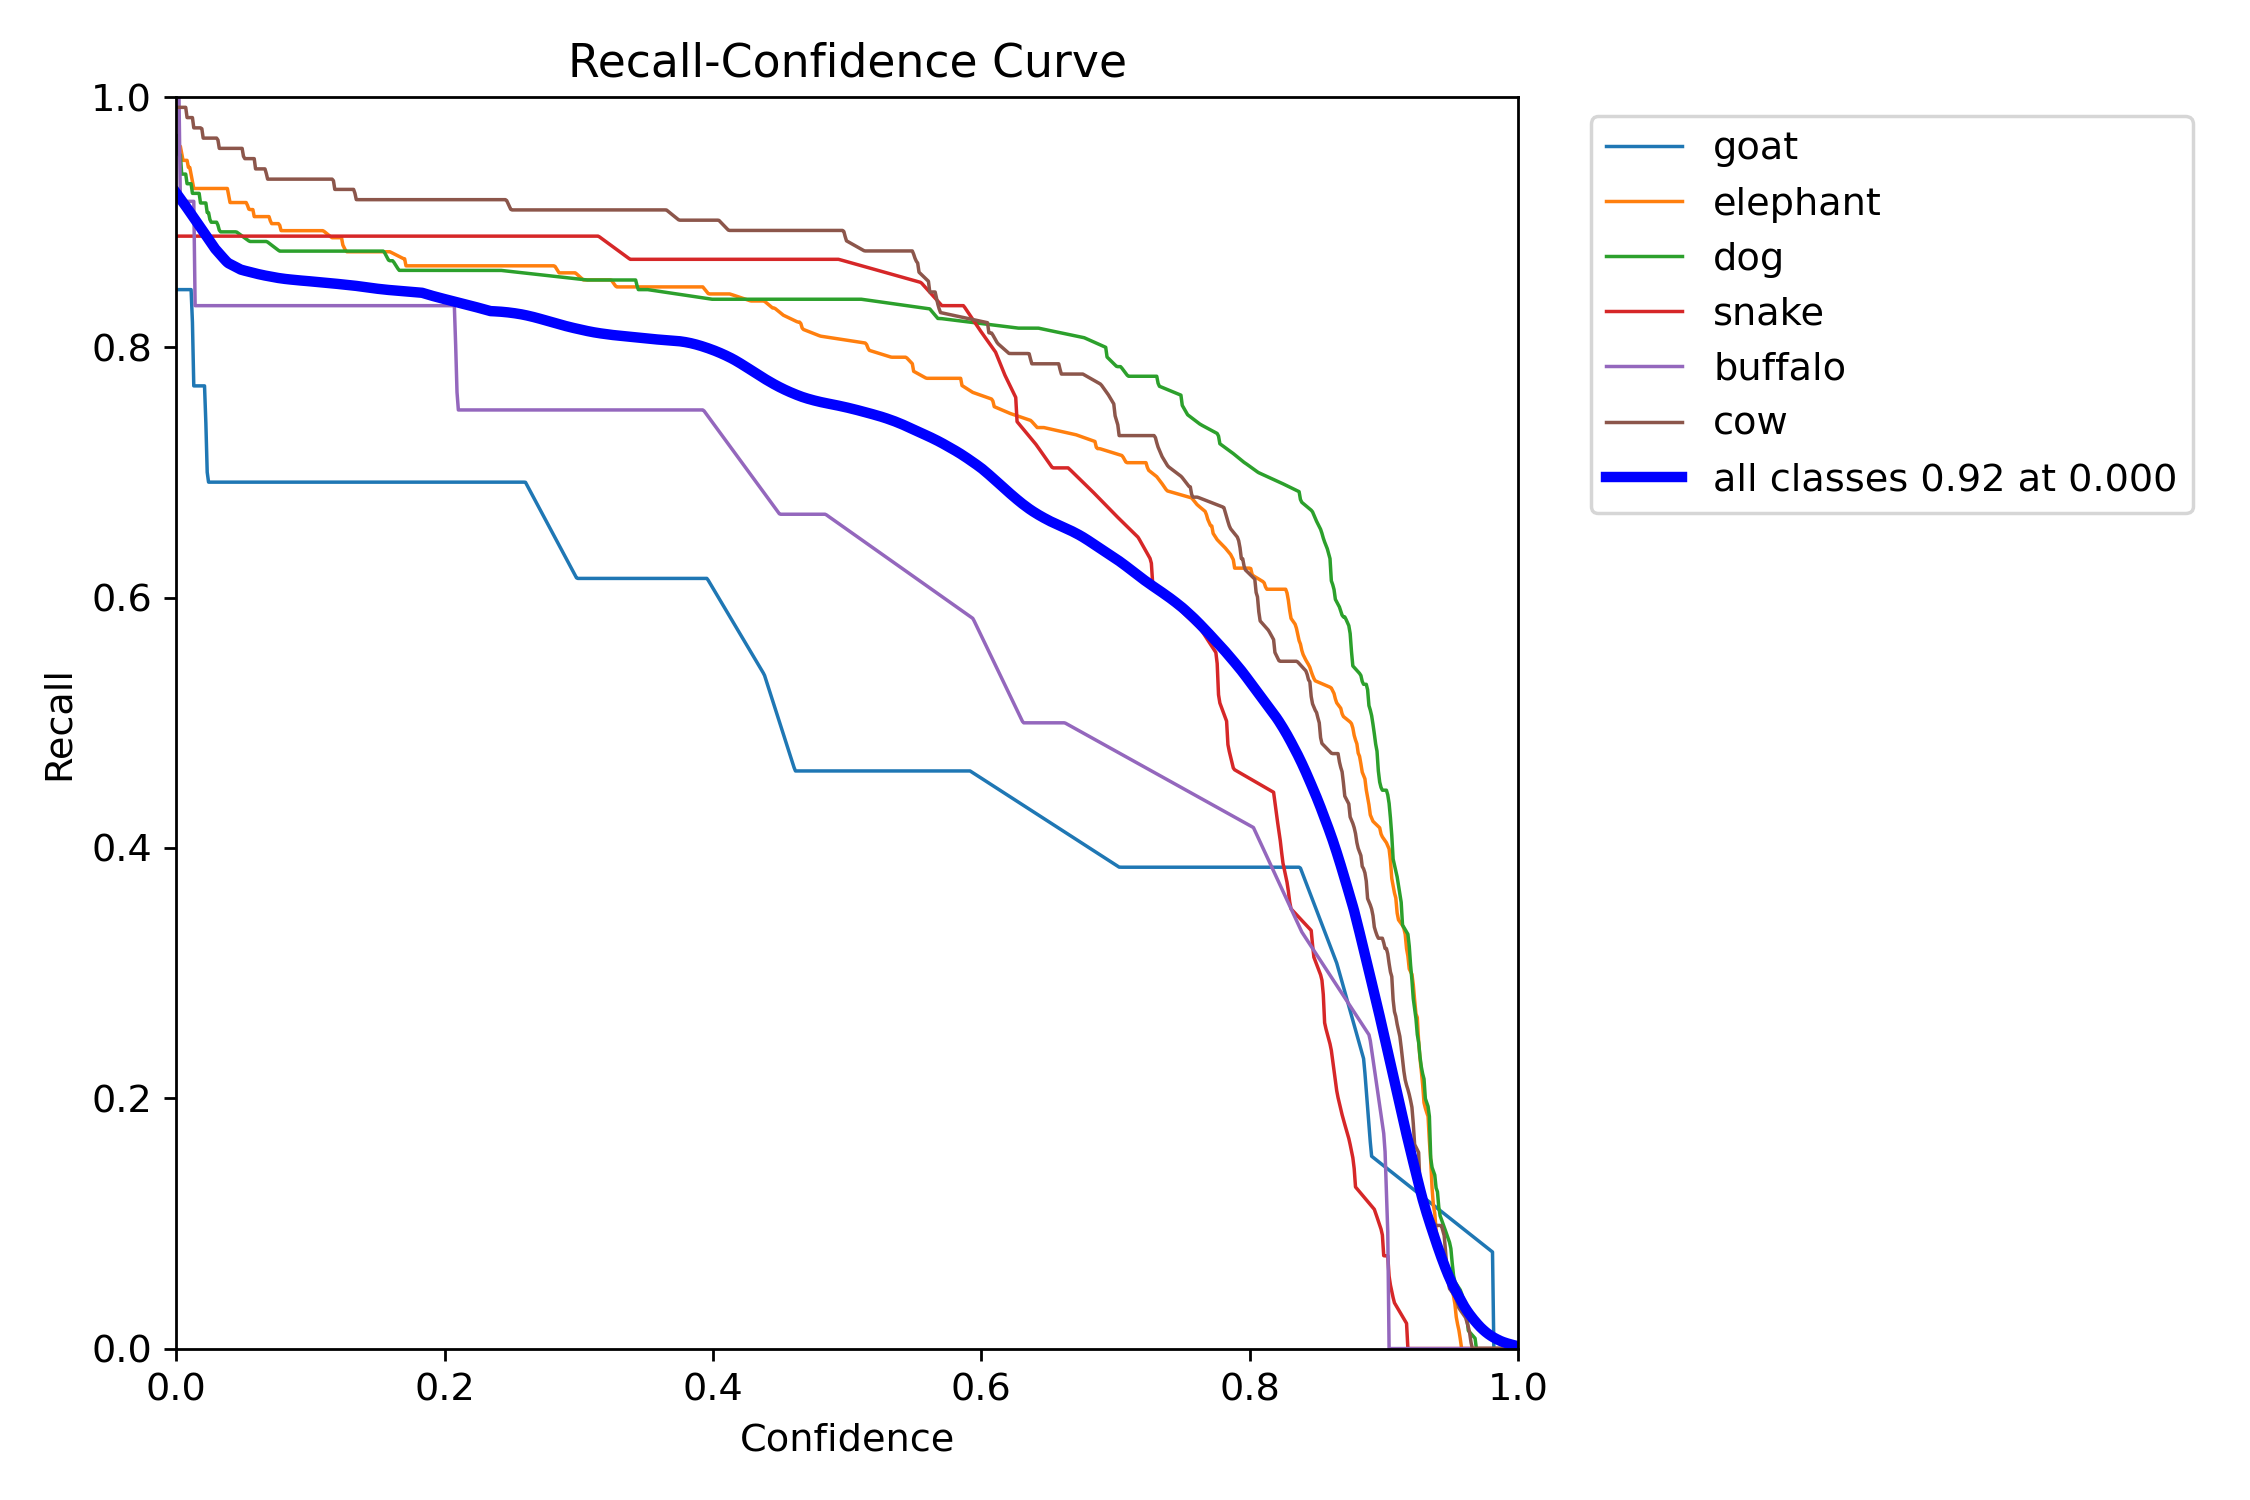 Recall-Confidence Curve
1.0
0.8
0.6
0.4
0.2
0.0
Recall
0.0 0.2 0.4 0.6 0.8 1.0
Confidence
goat
elephant
dog
snake
buffalo
cow
all classes 0.92 at 0.000